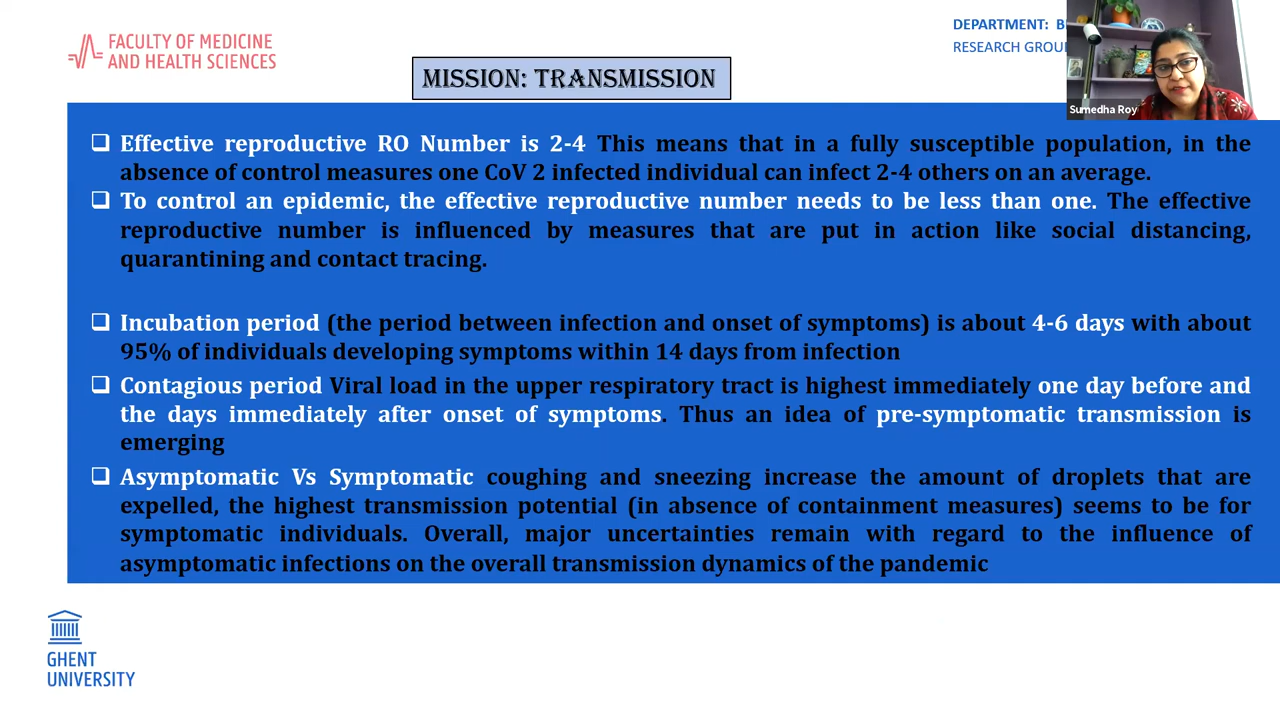 FACULTY OF MEDICINE
AND HEALTH SCIENCES
DEPARTMENT:
RESEARCH GROUP
Sumedha Roy
MISSION: TRANSMISSION
Effective reproductive RO Number is 2-4 This means that in a fully susceptible population, in the
absence of control measures one CoV 2 infected individual can infect 2-4 others on an average.
To control an epidemic, the effective reproductive number needs to be less than one. The effective
reproductive number is influenced by measures that are put in action like social distancing,
quarantining and contact tracing.
Incubation period (the period between infection and onset of symptoms) is about 4-6 days with about
95% of individuals developing symptoms within 14 days from infection
Contagious period Viral load in the upper respiratory tract is highest immediately one day before and
the days immediately after onset of symptoms. Thus an idea of pre-symptomatic transmission is
emerging
Asymptomatic Vs Symptomatic coughing and sneezing increase the amount of droplets that are
expelled, the highest transmission potential (in absence of containment measures) seems to be for
symptomatic individuals. Overall, major uncertainties remain with regard to the influence of
asymptomatic infections on the overall transmission dynamics of the pandemic
GHENT
UNIVERSITY